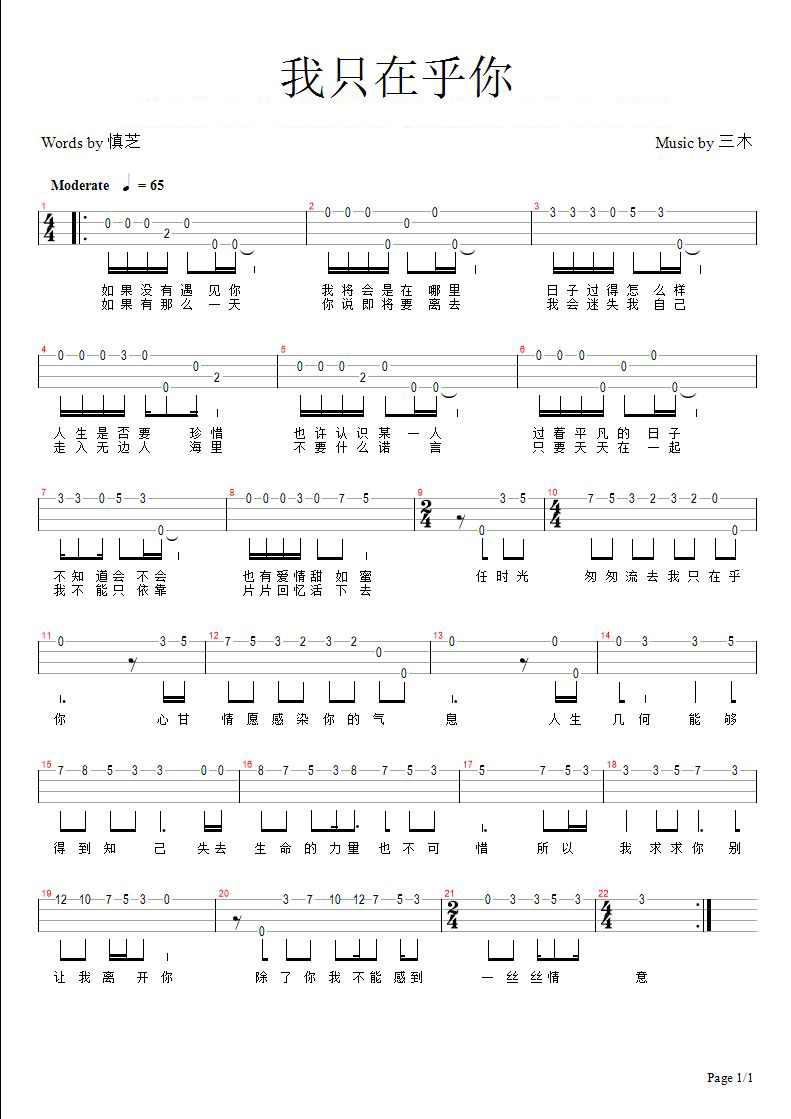 我只在乎你
Words by 慎芝
Music by 三木
Moderate ♩ = 65
1 2 3
4 4 0 0 0 2 0 0 0 0 0 0 0 0 0 3 3 3 0 5 3 0
如果没有遇见你 我将会是在哪里 日子过得怎么样
如果有那么一天 你说即将要离去 我会迷失我自己
4 5 6
0 0 0 3 0 0 0 2 0 0 0 2 0 0 0 0 0 0 0 0 0 0
人生是否要珍惜 也许认识某一人 过着平凡的日子
走入无边人海里 不要什么诺言 只要天天在一起
7 8 9 10
3 3 0 5 3 0 0 0 0 3 0 7 5 2 4 0 3 5 4 4 7 5 3 2 3 2 0 0
不知道会不会 也有爱情甜如蜜 任时光 匆匆流去我只在乎
我不能只依靠 片片回忆活下去
11 12 13 14
0 3 5 7 5 3 2 3 2 0 0 0 0 0 0 3 3 5
你 心甘 情愿感染你的气 息 人生 几何 能够
15 16 17 18
7 8 5 3 3 0 0 8 7 5 3 8 7 5 3 5 7 5 3 3 3 5 7 3
得到知己 失去 生命的力量也不可 惜 所以 我求求你别
19 20 21 22
12 10 7 5 3 0 0 3 7 10 12 7 5 3 2 4 0 3 3 5 3 4 4 3
让我离开你 除了你我不能感到 一丝丝情 意
Page 1/1